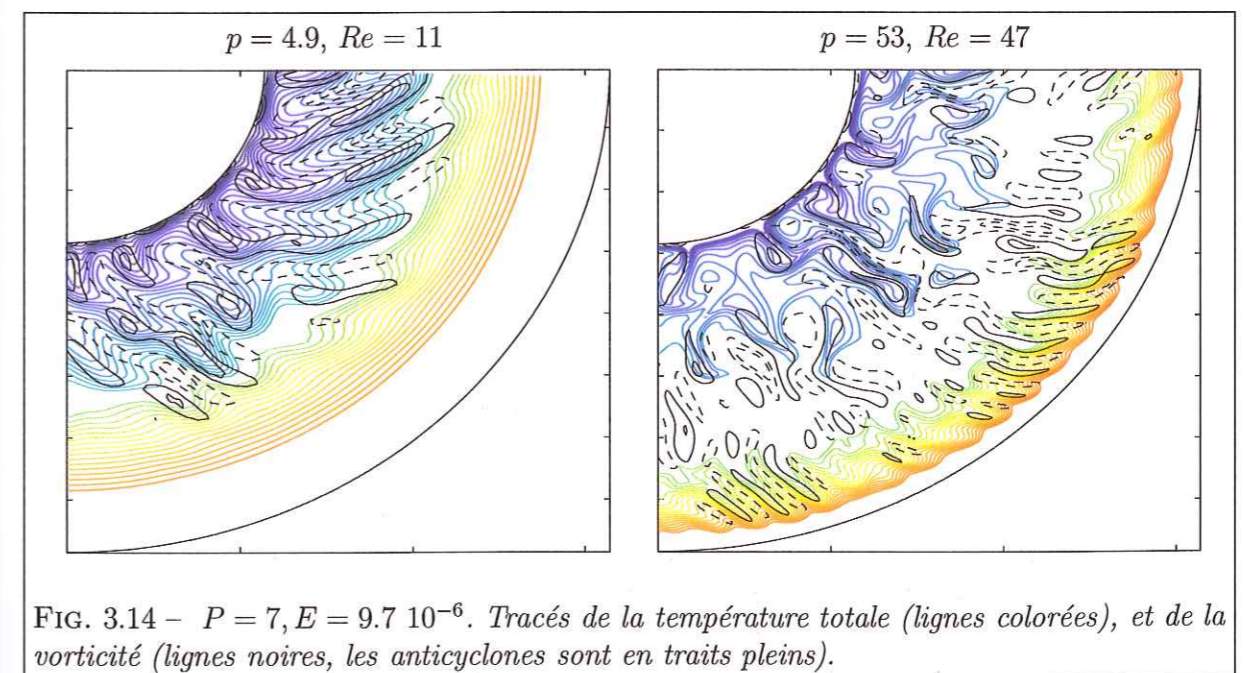 p = 4.9, Re = 11
p = 53, Re = 47
FIG. 3.14 – P = 7, E = 9.7 10⁻⁶. Tracés de la température totale (lignes colorées), et de la
vorticité (lignes noires, les anticyclones sont en traits pleins).